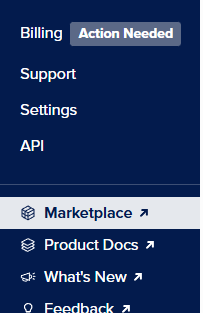 Billing Action Needed
Support
Settings
API
Marketplace
Product Docs
What's New
Feedback